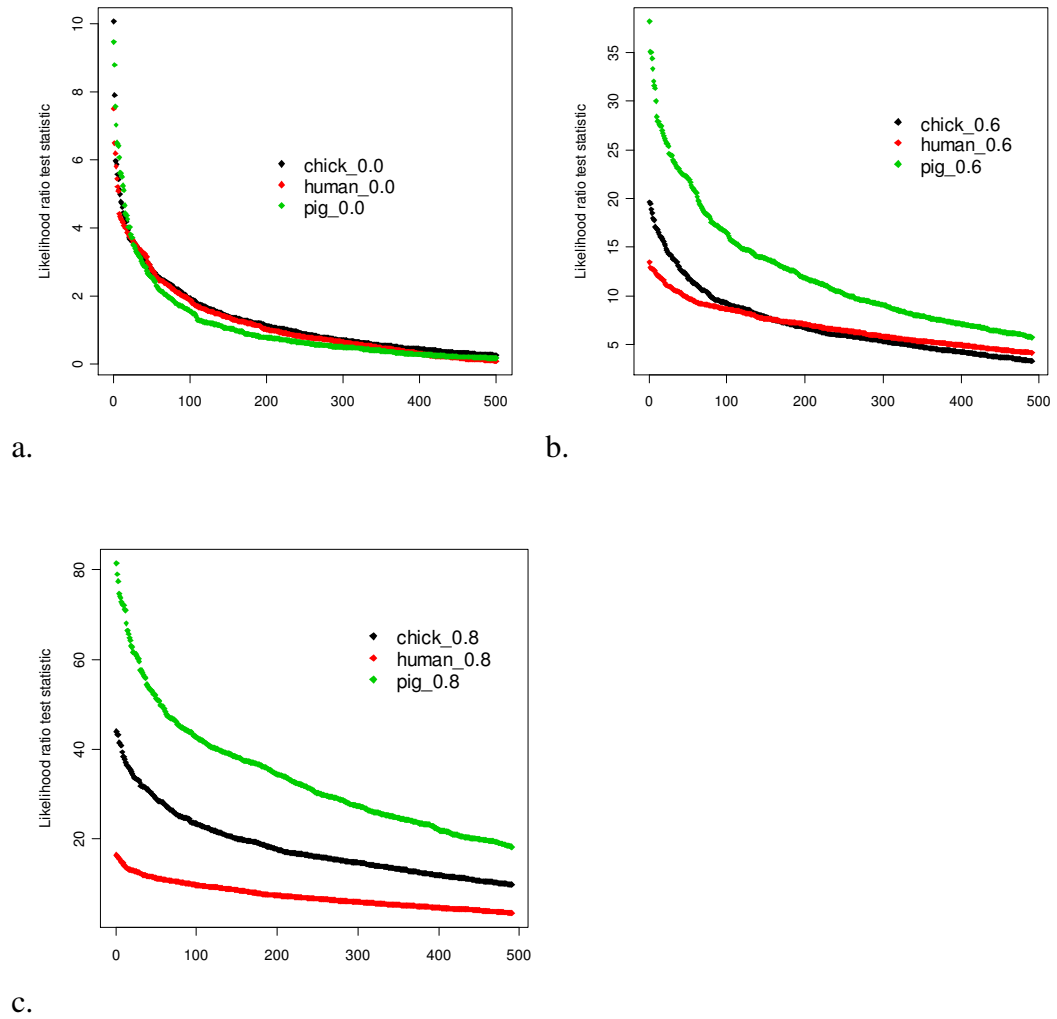 10
8
6
4
2
0
Likelihood ratio test statistic
chick_0.0
human_0.0
pig_0.0
0 100 200 300 400 500
a.
35
30
25
20
15
10
5
Likelihood ratio test statistic
chick_0.6
human_0.6
pig_0.6
0 100 200 300 400 500
b.
80
60
40
20
Likelihood ratio test statistic
chick_0.8
human_0.8
pig_0.8
0 100 200 300 400 500
c.